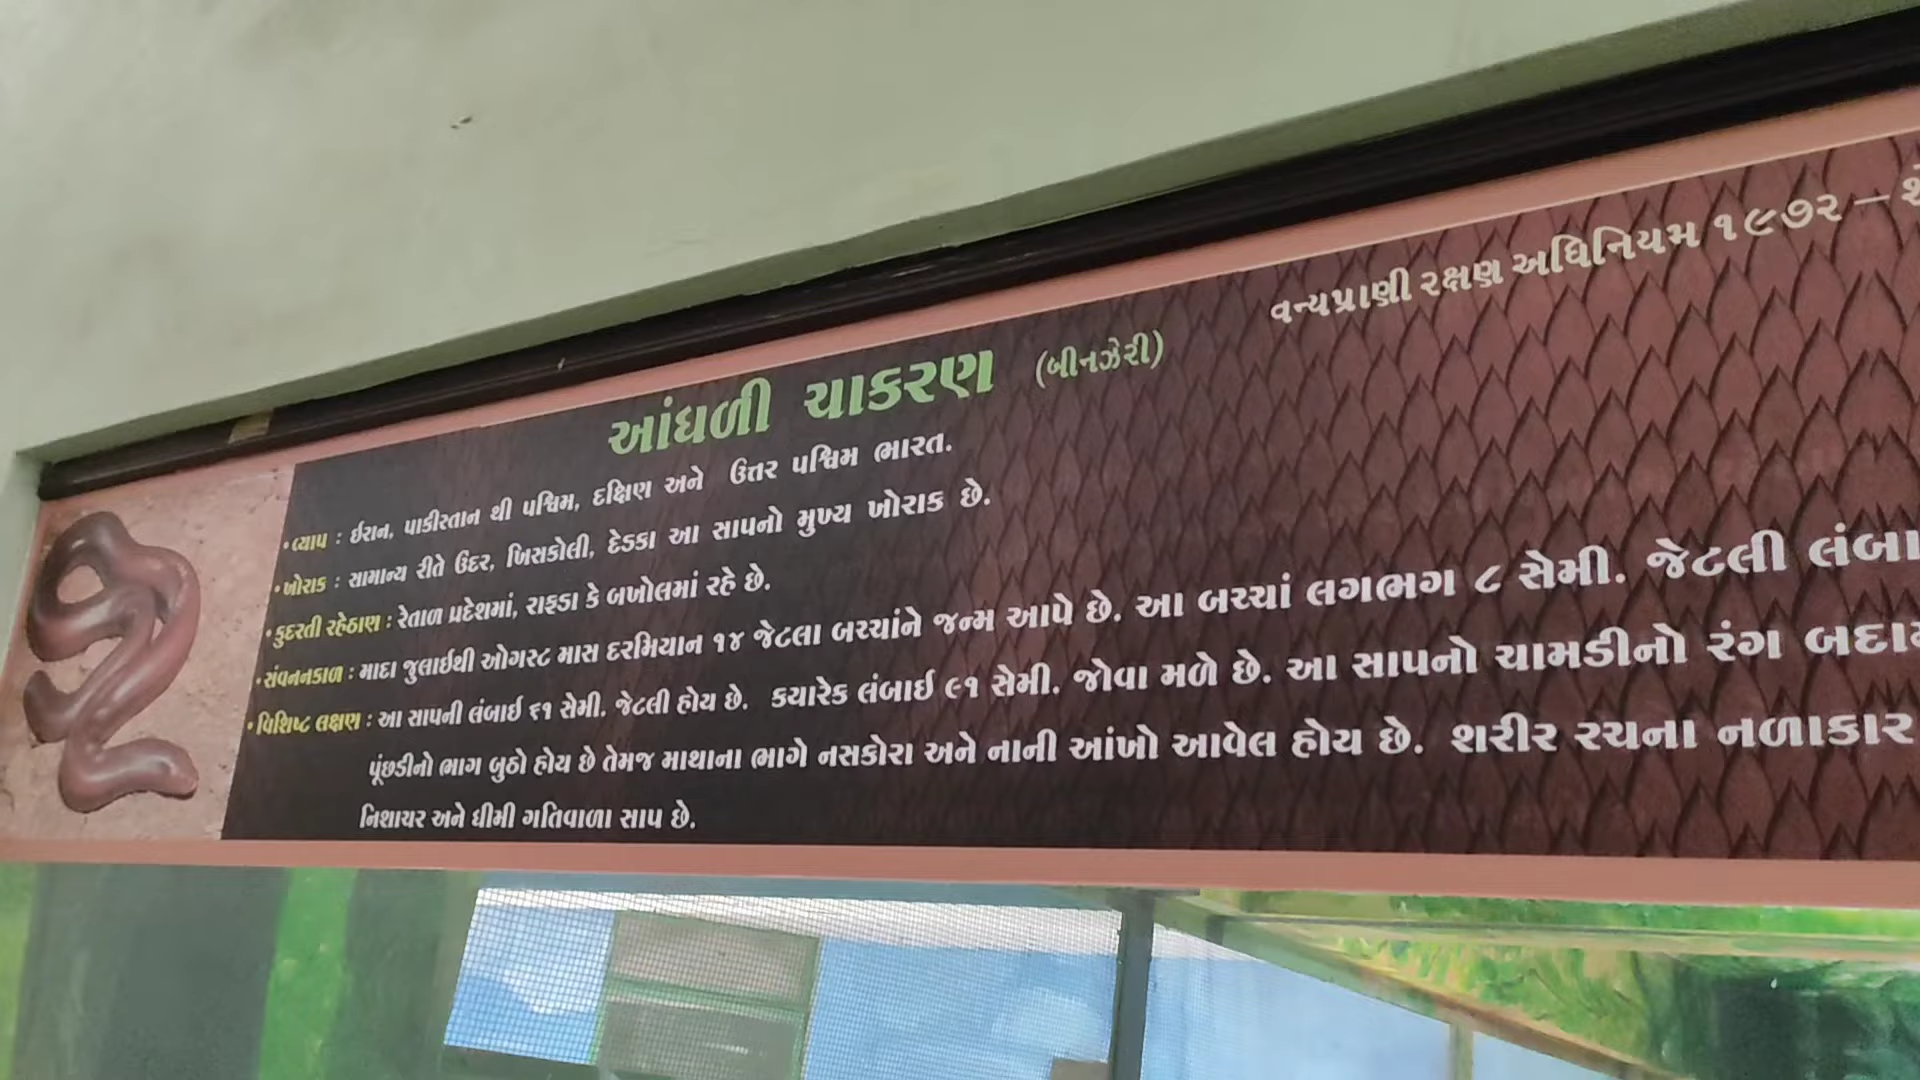 વન્યપ્રાણી રક્ષણ અધિનિયમ ૧૯૭૨ –
આંધળી ચાકરણ (બીનઝેરી)
• વ્યાપ : ઇરાન, પાકીસ્તાન થી પશ્ચિમ, દક્ષિણ અને ઉત્તર પશ્ચિમ ભારત.
• ખોરાક : સામાન્ય રીતે ઉંદર, ખિસકોલી, દેડકા આ સાપનો મુખ્ય ખોરાક છે.
• કુદરતી રહેઠાણ : રેતાળ પ્રદેશમાં, રાફડા કે બખોલમાં રહે છે.
• સંવનનકાળ : માદા જુલાઇથી ઓગસ્ટ માસ દરમિયાન ૧૪ જેટલા બચ્ચાંને જન્મ આપે છે. આ બચ્ચાં લગભગ ૮ સેમી. જેટલી
• વિશિષ્ટ લક્ષણ : આ સાપની લંબાઇ ૬૧ સેમી. જેટલી હોય છે. કયારેક લંબાઇ ૯૧ સેમી. જોવા મળે છે. આ સાપનો ચામડીનો રંગ
પૂંછડીનો ભાગ બુઠો હોય છે તેમજ માથાના ભાગે નસકોરા અને નાની આંખો આવેલ હોય છે. શરીર રચના નળાકાર
નિશાચર અને ધીમી ગતિવાળા સાપ છે.